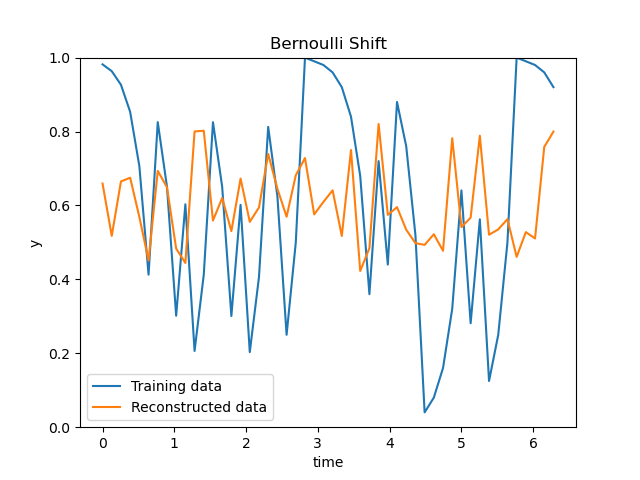 Bernoulli Shift
1.0
0.8
0.6
0.4
0.2
0.0
y
Training data
Reconstructed data
0 1 2 3 4 5 6
time